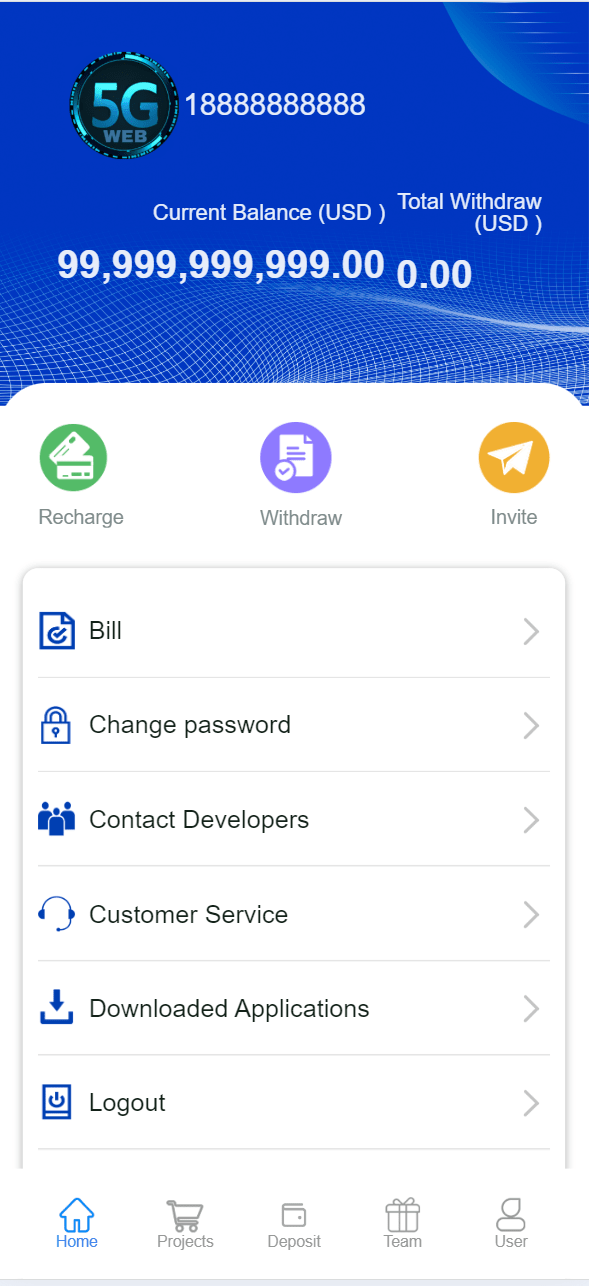 5G
WEB
18888888888
Current Balance (USD )
Total Withdraw
(USD )
99,999,999,999.00
0.00
Recharge
Withdraw
Invite
Bill
Change password
Contact Developers
Customer Service
Downloaded Applications
Logout
Home
Projects
Deposit
Team
User